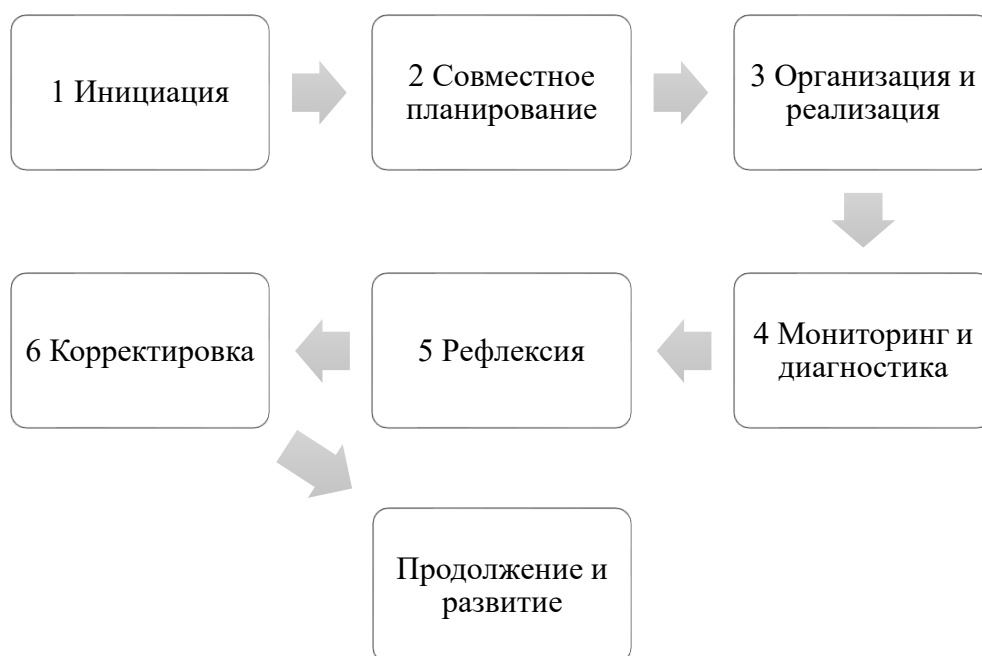 1 Инициация
2 Совместное
планирование
3 Организация и
реализация
4 Мониторинг и
диагностика
5 Рефлексия
6 Корректировка
Продолжение и
развитие